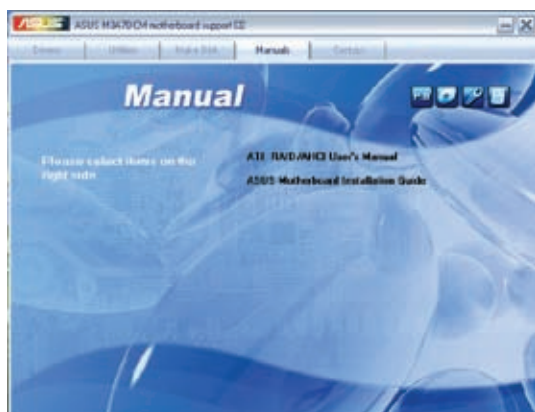 ASUS
ASUS M3A78-CM motherboard support CD
Drivers
Utilities
Make Disk
Manuals
Contact
Manual
Please select items on the
right side
ATI RAID/AHCI User's Manual
ASUS Motherboard Installation Guide